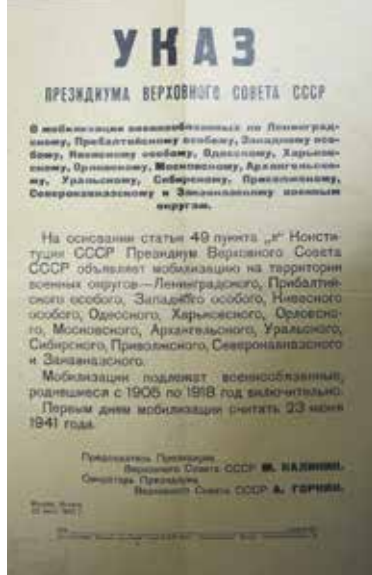 УКАЗ
ПРЕЗИДИУМА ВЕРХОВНОГО СОВЕТА СССР
О мобилизации военнообязанных по Ленинград-
скому, Прибалтийскому особому, Западному осо-
бому, Киевскому особому, Одесскому, Харьков-
скому, Орловскому, Московскому, Архангельско-
му, Уральскому, Сибирскому, Приволжскому,
Северокавказскому и Закавказскому военным
округам.
На основании статьи 49 пункта „л“ Консти-
туции СССР Президиум Верховного Совета
СССР объявляет мобилизацию на территории
военных округов—Ленинградского, Прибалтий-
ского особого, Западного особого, Киевского
особого, Одесского, Харьковского, Орловско-
го, Московского, Архангельского, Уральского,
Сибирского, Приволжского, Северокавказского
и Закавказского.
Мобилизации подлежат военнообязанные,
родившиеся с 1905 по 1918 год включительно.
Первым днем мобилизации считать 23 июня
1941 года.
Председатель Президиума
Верховного Совета СССР М. КАЛИНИН.
Секретарь Президиума
Верховного Совета СССР А. ГОРКИН.
Москва, Кремль